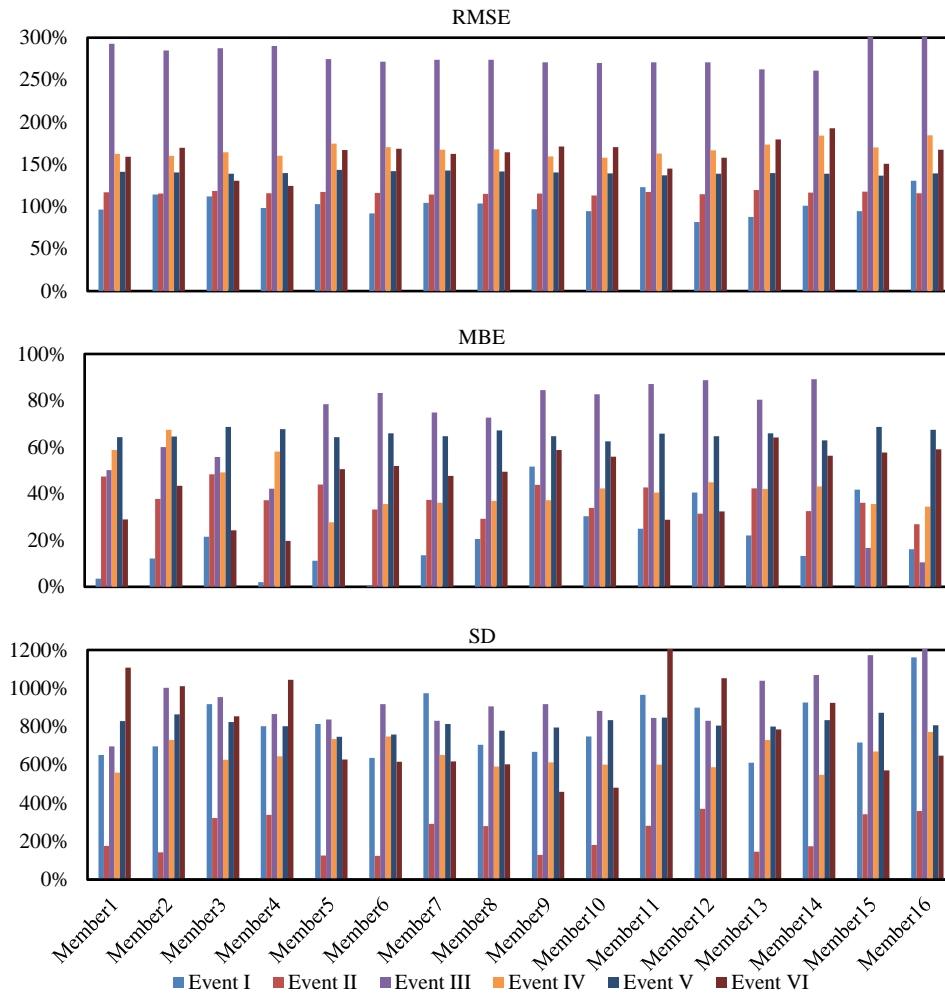 RMSE
300%
250%
200%
150%
100%
50%
0%
MBE
100%
80%
60%
40%
20%
0%
SD
1200%
1000%
800%
600%
400%
200%
0%
Member1
Member2
Member3
Member4
Member5
Member6
Member7
Member8
Member9
Member10
Member11
Member12
Member13
Member14
Member15
Member16
Event I Event II Event III Event IV Event V Event VI